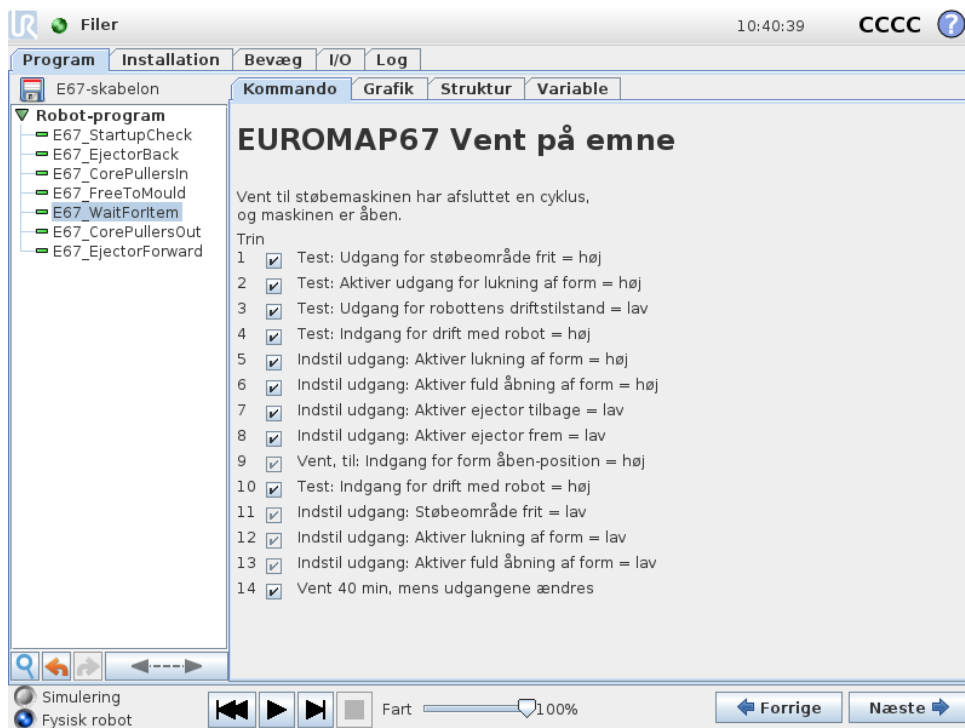 UR Filer 10:40:39 CCCC ?
Program Installation Bevæg I/O Log
E67-skabelon
Kommando Grafik Struktur Variable
Robot-program
E67_StartupCheck
E67_EjectorBack
E67_CorePullersIn
E67_FreeToMould
E67_WaitForItem
E67_CorePullersOut
E67_EjectorForward
EUROMAP67 Vent på emne
Vent til støbemaskinen har afsluttet en cyklus,
og maskinen er åben.
Trin
1 Test: Udgang for støbeområde frit = høj
2 Test: Aktiver udgang for lukning af form = høj
3 Test: Udgang for robottens driftstilstand = lav
4 Test: Indgang for drift med robot = høj
5 Indstil udgang: Aktiver lukning af form = høj
6 Indstil udgang: Aktiver fuld åbning af form = høj
7 Indstil udgang: Aktiver ejector tilbage = lav
8 Indstil udgang: Aktiver ejector frem = lav
9 Vent, til: Indgang for form åben-position = høj
10 Test: Indgang for drift med robot = høj
11 Indstil udgang: Støbeområde frit = lav
12 Indstil udgang: Aktiver lukning af form = lav
13 Indstil udgang: Aktiver fuld åbning af form = lav
14 Vent 40 min, mens udgangene ændres
Simulering
Fysisk robot
Fart 100%
Forrige Næste